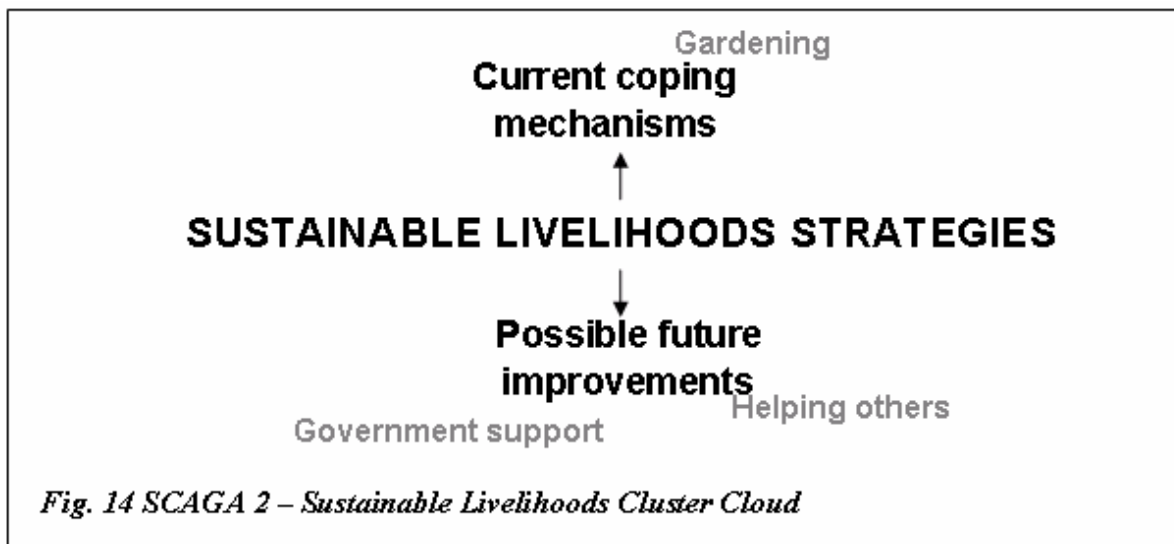 Gardening
Current coping
mechanisms
SUSTAINABLE LIVELIHOODS STRATEGIES
Possible future
improvements
Helping others
Government support
Fig. 14 SCAGA 2 – Sustainable Livelihoods Cluster Cloud